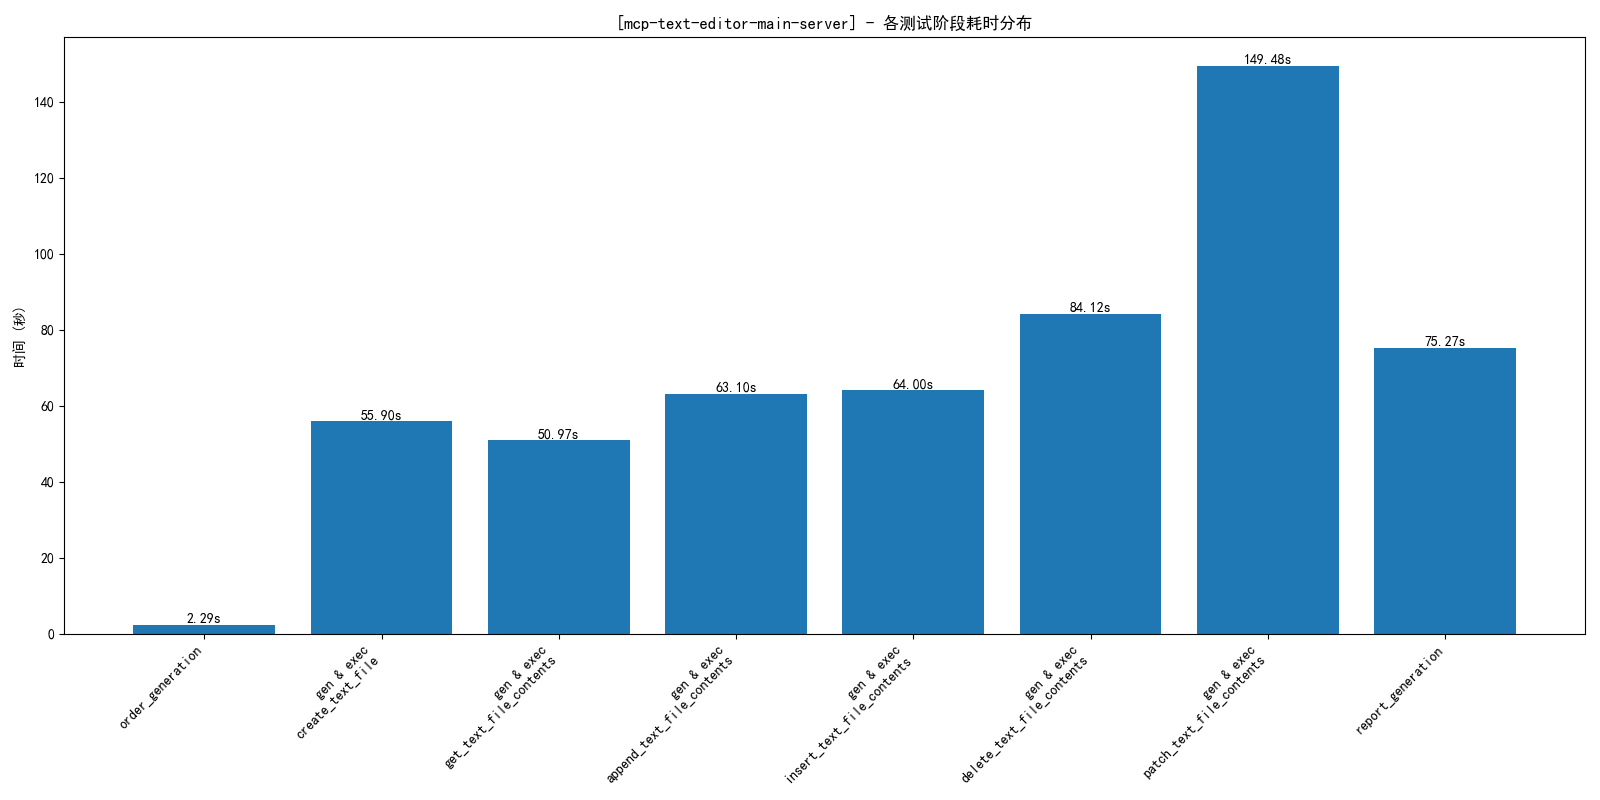 [mcp-text-editor-main-server] - 各测试阶段耗时分布
时间 (秒)
140
120
100
80
60
40
20
0
2.29s
55.90s
50.97s
63.10s
64.00s
84.12s
149.48s
75.27s
order_generation
gen & exec
create_text_file
gen & exec
get_text_file_contents
gen & exec
append_text_file_contents
gen & exec
insert_text_file_contents
gen & exec
delete_text_file_contents
gen & exec
patch_text_file_contents
report_generation